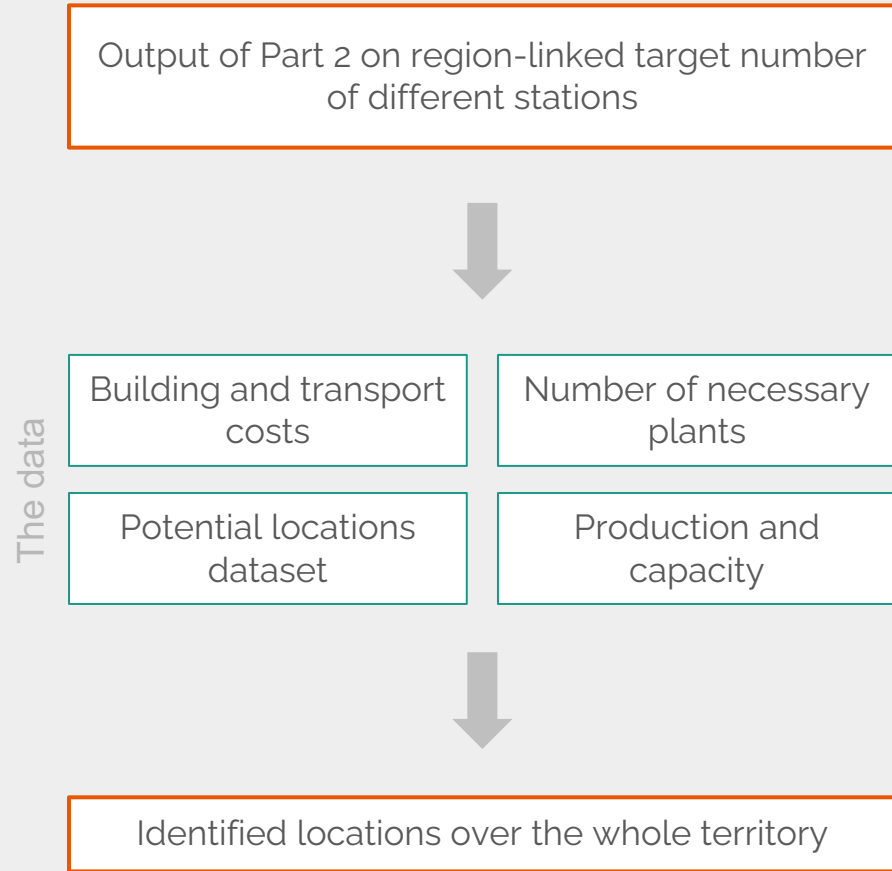 Output of Part 2 on region-linked target number
of different stations
The data
Building and transport
costs
Number of necessary
plants
Potential locations
dataset
Production and
capacity
Identified locations over the whole territory